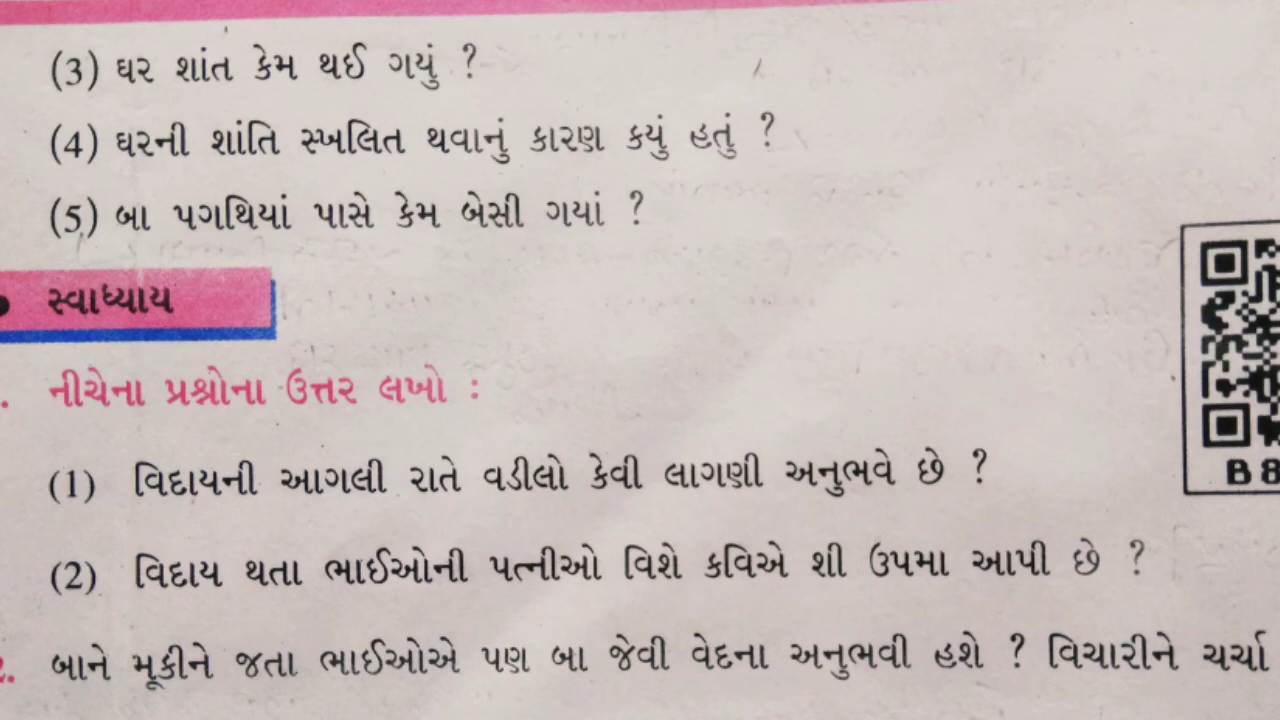 (3) ઘર શાંત કેમ થઈ ગયું ?
(4) ઘરની શાંતિ સ્ખલિત થવાનું કારણ કયું હતું ?
(5) બા પગથિયાં પાસે કેમ બેસી ગયાં ?
• સ્વાધ્યાય
. નીચેના પ્રશ્નોના ઉત્તર લખો :
(1) વિદાયની આગલી રાતે વડીલો કેવી લાગણી અનુભવે છે ?
B 8
(2) વિદાય થતા ભાઈઓની પત્નીઓ વિશે કવિએ શી ઉપમા આપી છે ?
2. બાને મૂકીને જતા ભાઈઓએ પણ બા જેવી વેદના અનુભવી હશે ? વિચારીને ચર્ચા